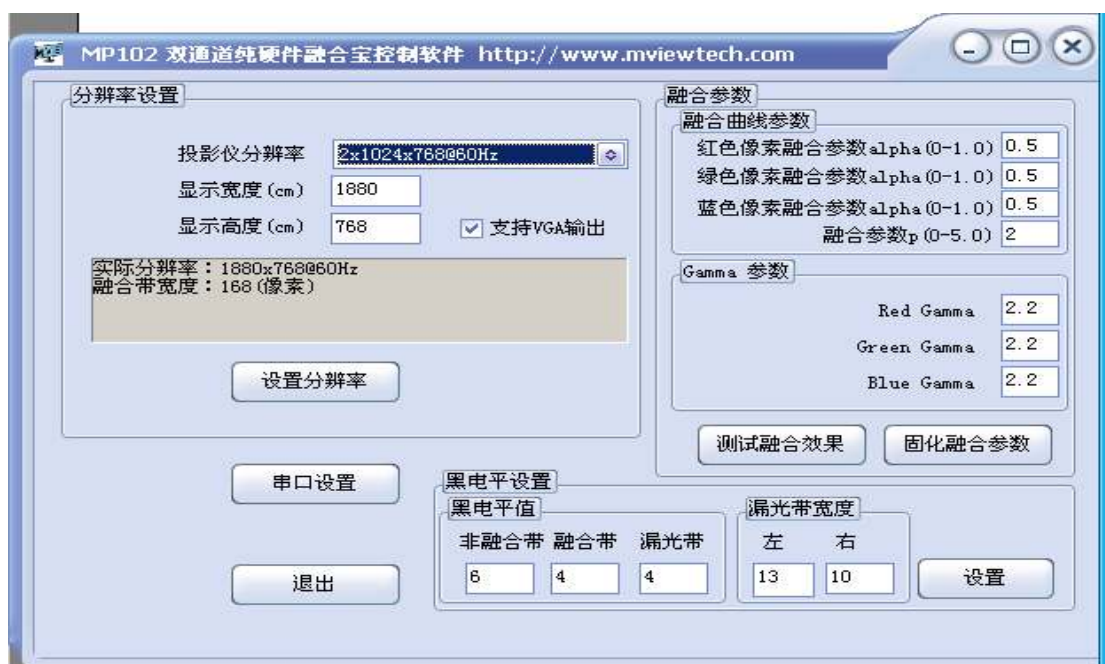 MP102 双通道纯硬件融合宝控制软件 http://www.mviewtech.com
分辨率设置
投影仪分辨率 2x1024x768@60Hz
显示宽度(cm) 1880
显示高度(cm) 768
支持VGA输出
实际分辨率：1880x768@60Hz
融合带宽度：168(像素)
设置分辨率
融合参数
融合曲线参数
红色像素融合参数alpha(0-1.0) 0.5
绿色像素融合参数alpha(0-1.0) 0.5
蓝色像素融合参数alpha(0-1.0) 0.5
融合参数p(0-5.0) 2
Gamma 参数
Red Gamma 2.2
Green Gamma 2.2
Blue Gamma 2.2
测试融合效果 固化融合参数
串口设置
退出
黑电平设置
黑电平值
非融合带 融合带 漏光带
6 4 4
漏光带宽度
左 右
13 10
设置